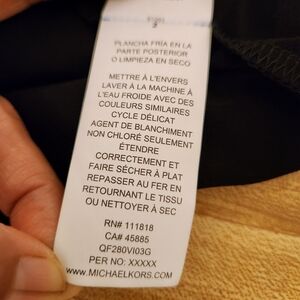 PLANCHA FRIA EN LA
PARTE POSTERIOR
O LIMPIEZA EN SECO
METTRE À L'ENVERS
LAVER À LA MACHINE À
L'EAU FROIDE AVEC DES
COULEURS SIMILAIRES
CYCLE DÉLICAT
AGENT DE BLANCHIMENT
NON CHLORÉ SEULEMENT
ÉTENDRE
CORRECTEMENT ET
FAIRE SÉCHER À PLAT
REPASSER AU FER EN
RETOURNANT LE TISSU
OU NETTOYER À SEC
RN# 111818
CA# 45885
QF280VI03G
PER NO: XXXXX
WWW.MICHAELKORS.COM